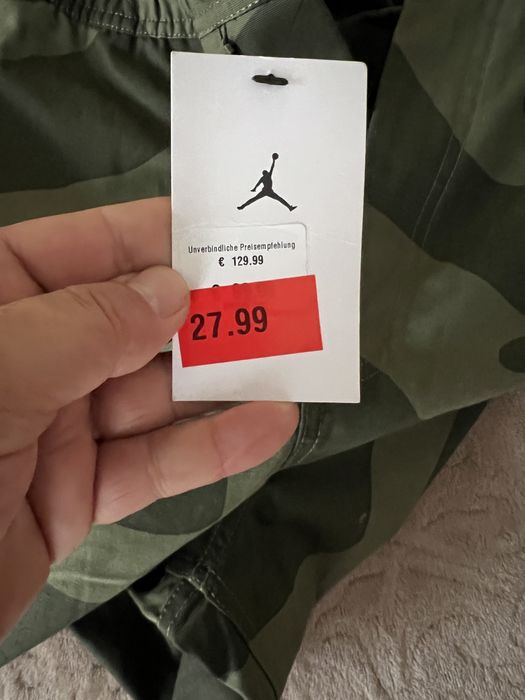 Unverbindliche Preisempfehlung
€ 129.99
27.99